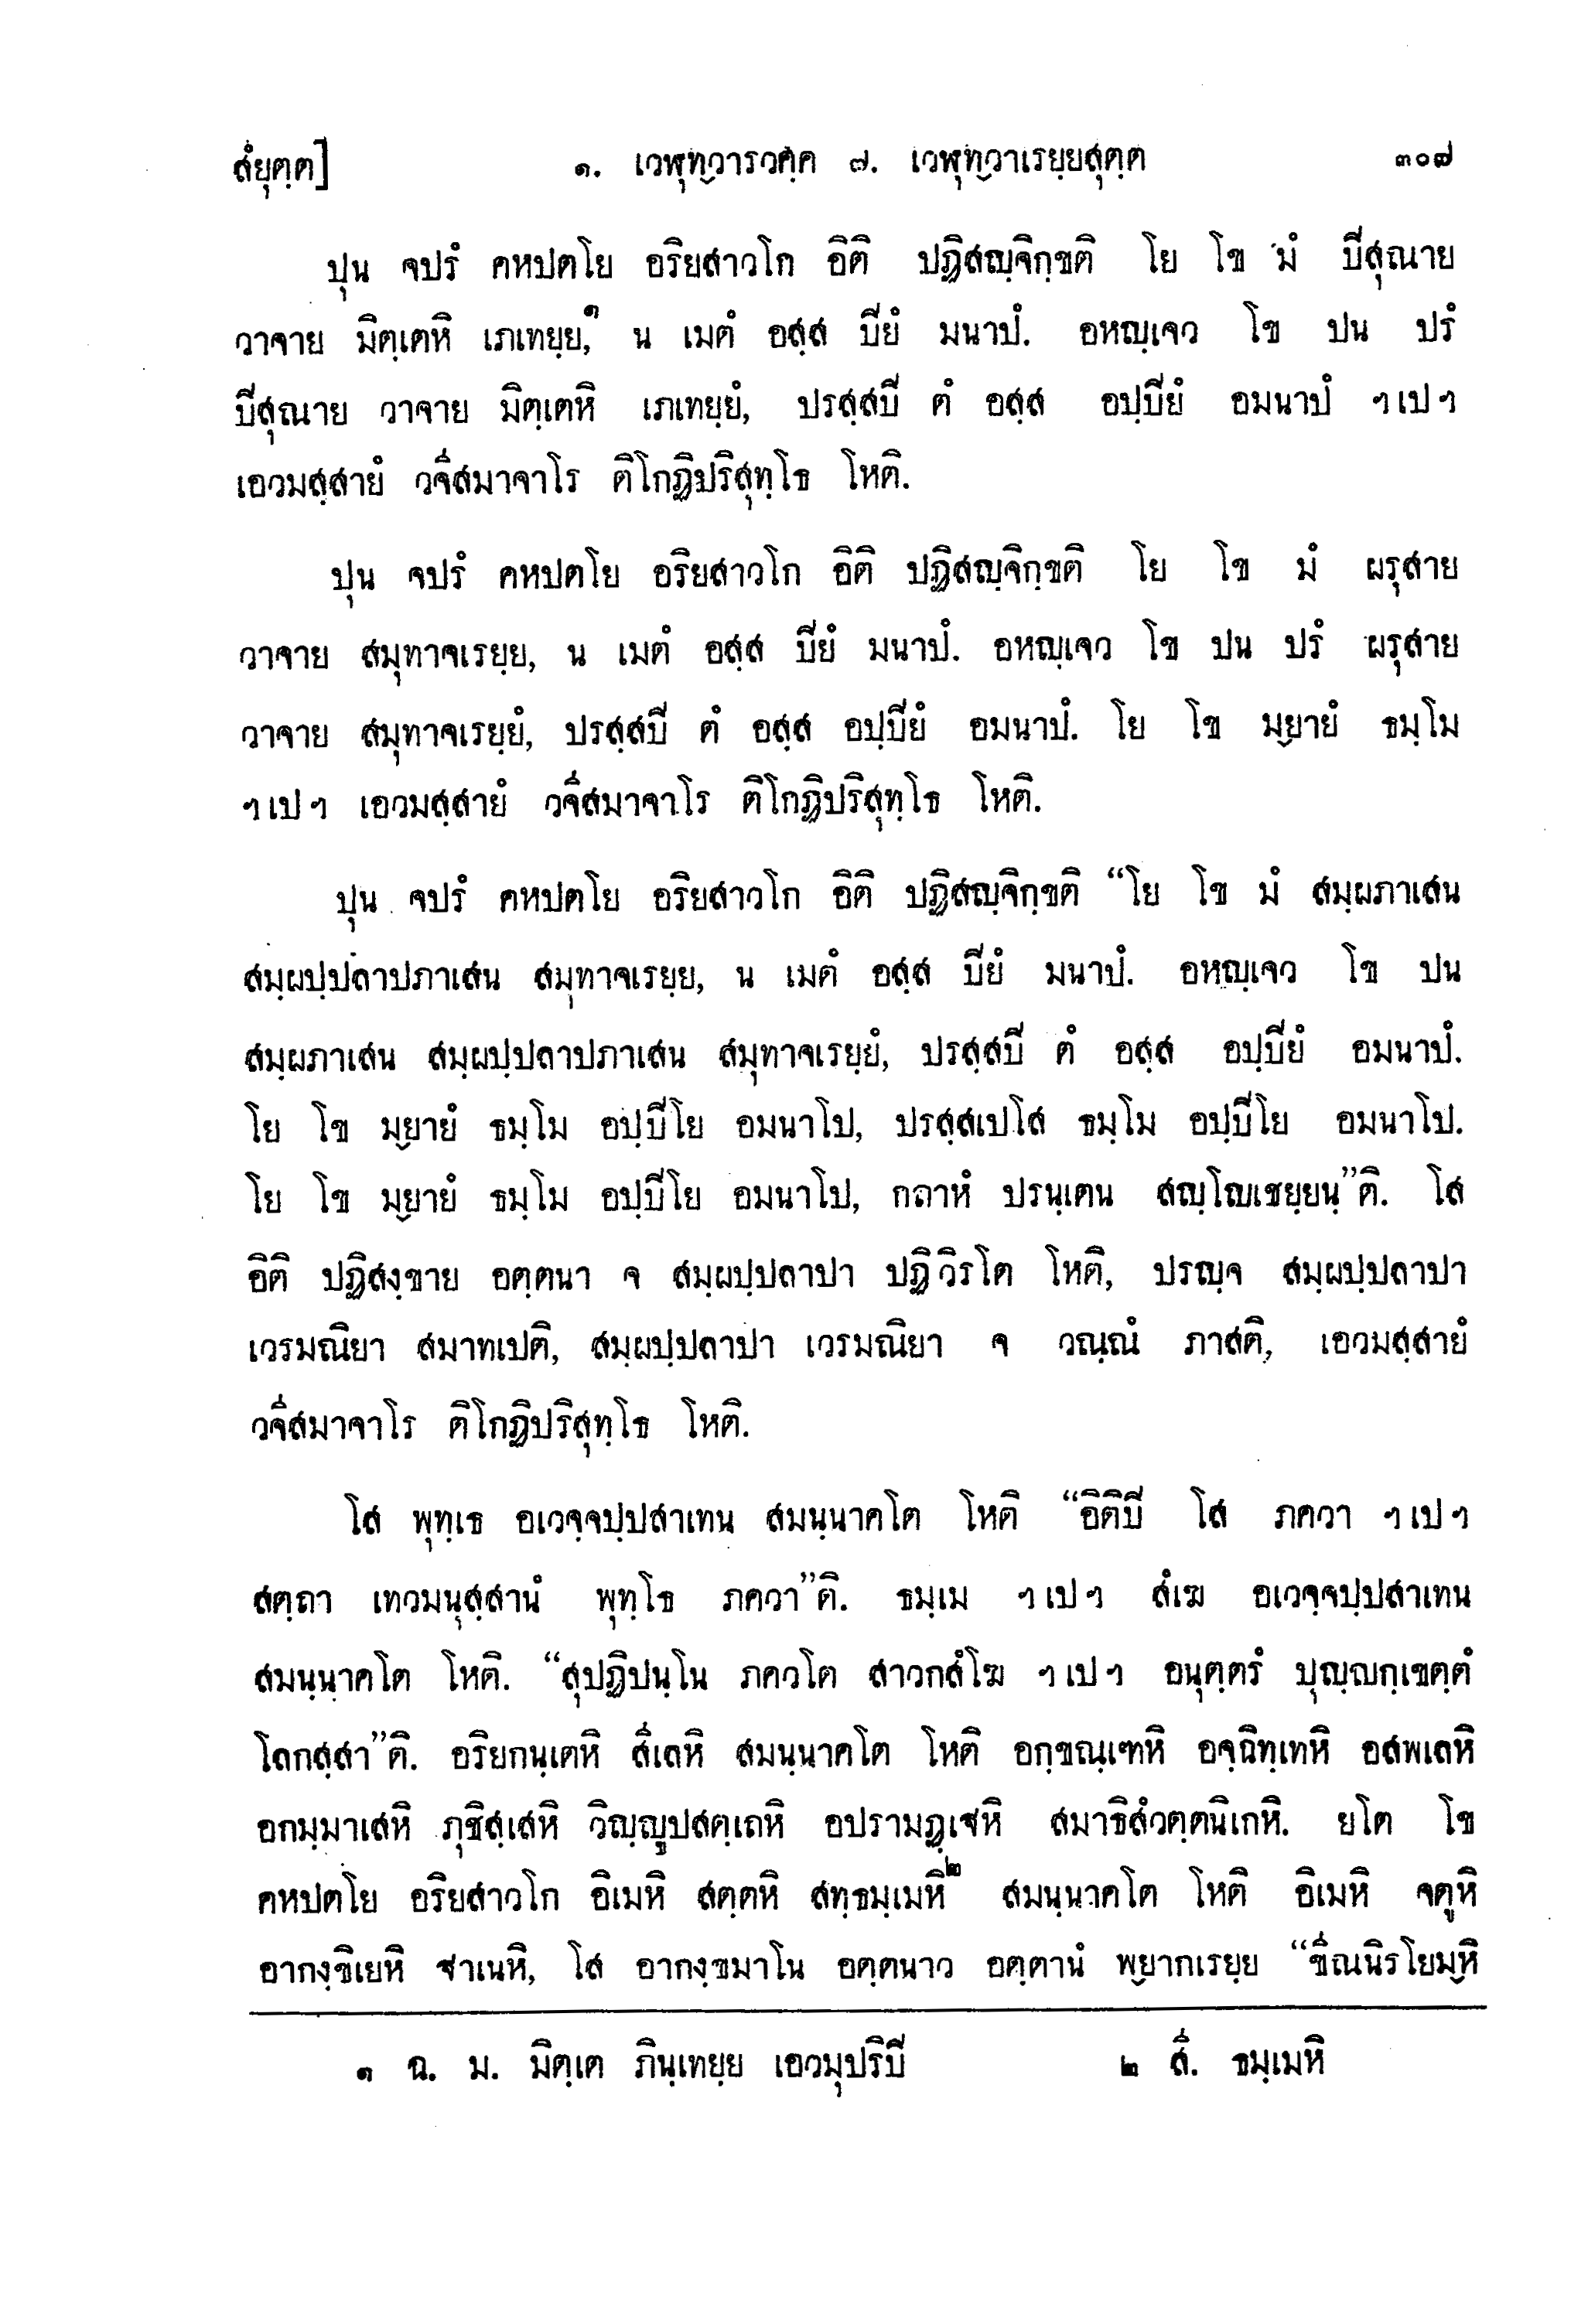 สํยุตฺต]	๑. เวฬุทฺวารวคฺค ๗. เวฬุทฺวาเรยฺยสุตฺต	๓๐๗
ปุน จปรํ คหปตโย อริยสาวโก อิติ ปฏิสญฺจิกฺขติ โย โข มํ ปิสุณาย
วาจาย มิตฺเตหิ เภเทยฺย,๑ น เมตํ อสฺส ปิยํ มนาปํ. อหญฺเจว โข ปน ปรํ
ปิสุณาย วาจาย มิตฺเตหิ เภเทยฺยํ, ปรสฺสปิ ตํ อสฺส อปฺปิยํ อมนาปํ ฯเปฯ
เอวมสฺสายํ วจีสมาจาโร ติโกฏิปริสุทฺโธ โหติ.
ปุน จปรํ คหปตโย อริยสาวโก อิติ ปฏิสญฺจิกฺขติ โย โข มํ ผรุสาย
วาจาย สมุทาจเรยฺย, น เมตํ อสฺส ปิยํ มนาปํ. อหญฺเจว โข ปน ปรํ ผรุสาย
วาจาย สมุทาจเรยฺยํ, ปรสฺสปิ ตํ อสฺส อปฺปิยํ อมนาปํ. โย โข มฺยายํ ธมฺโม
ฯเปฯ เอวมสฺสายํ วจีสมาจาโร ติโกฏิปริสุทฺโธ โหติ.
ปุน จปรํ คหปตโย อริยสาวโก อิติ ปฏิสญฺจิกฺขติ “โย โข มํ สมฺผภาเสน
สมฺผปฺปลาปภาเสน สมุทาจเรยฺย, น เมตํ อสฺส ปิยํ มนาปํ. อหญฺเจว โข ปน
สมฺผภาเสน สมฺผปฺปลาปภาเสน สมุทาจเรยฺยํ, ปรสฺสปิ ตํ อสฺส อปฺปิยํ อมนาปํ.
โย โข มฺยายํ ธมฺโม อปฺปิโย อมนาโป, ปรสฺสเปโส ธมฺโม อปฺปิโย อมนาโป.
โย โข มฺยายํ ธมฺโม อปฺปิโย อมนาโป, กถาหํ ปรนฺเตน สญฺโญเชยฺยนฺ”ติ. โส
อิติ ปฏิสงฺขาย อตฺตนา จ สมฺผปฺปลาปา ปฏิวิรโต โหติ, ปรญฺจ สมฺผปฺปลาปา
เวรมณิยา สมาทเปติ, สมฺผปฺปลาปา เวรมณิยา จ วณฺณํ ภาสติ, เอวมสฺสายํ
วจีสมาจาโร ติโกฏิปริสุทฺโธ โหติ.
โส พุทฺเธ อเวจฺจปฺปสาเทน สมนฺนาคโต โหติ “อิติปิ โส ภควา ฯเปฯ
สตฺถา เทวมนุสฺสานํ พุทฺโธ ภควา”ติ. ธมฺเม ฯเปฯ สํเฆ อเวจฺจปฺปสาเทน
สมนฺนาคโต โหติ. “สุปฏิปนฺโน ภควโต สาวกสํโฆ ฯเปฯ อนุตฺตรํ ปุญฺญกฺเขตฺตํ
โลกสฺสา”ติ. อริยกนฺเตหิ สีเลหิ สมนฺนาคโต โหติ อกฺขณฺเฑหิ อจฺฉิทฺเทหิ อสพเลหิ
อกมฺมาเสหิ ภุชิสฺเสหิ วิญฺญูปสตฺเถหิ อปรามฏฺเฐหิ สมาธิสํวตฺตนิเกหิ. ยโต โข
คหปตโย อริยสาวโก อิเมหิ สตฺตหิ สทฺธมฺเมหิ๒ สมนฺนาคโต โหติ อิเมหิ จตูหิ
อากงฺขิเยหิ ฐาเนหิ, โส อากงฺขมาโน อตฺตนาว อตฺตานํ พฺยากเรยฺย “ขีณนิรโยมฺหิ
๑ ฉ. ม. มิตฺเต ภินฺเทยฺย เอวมุปริปิ	๒ สี. ธมฺเมหิ